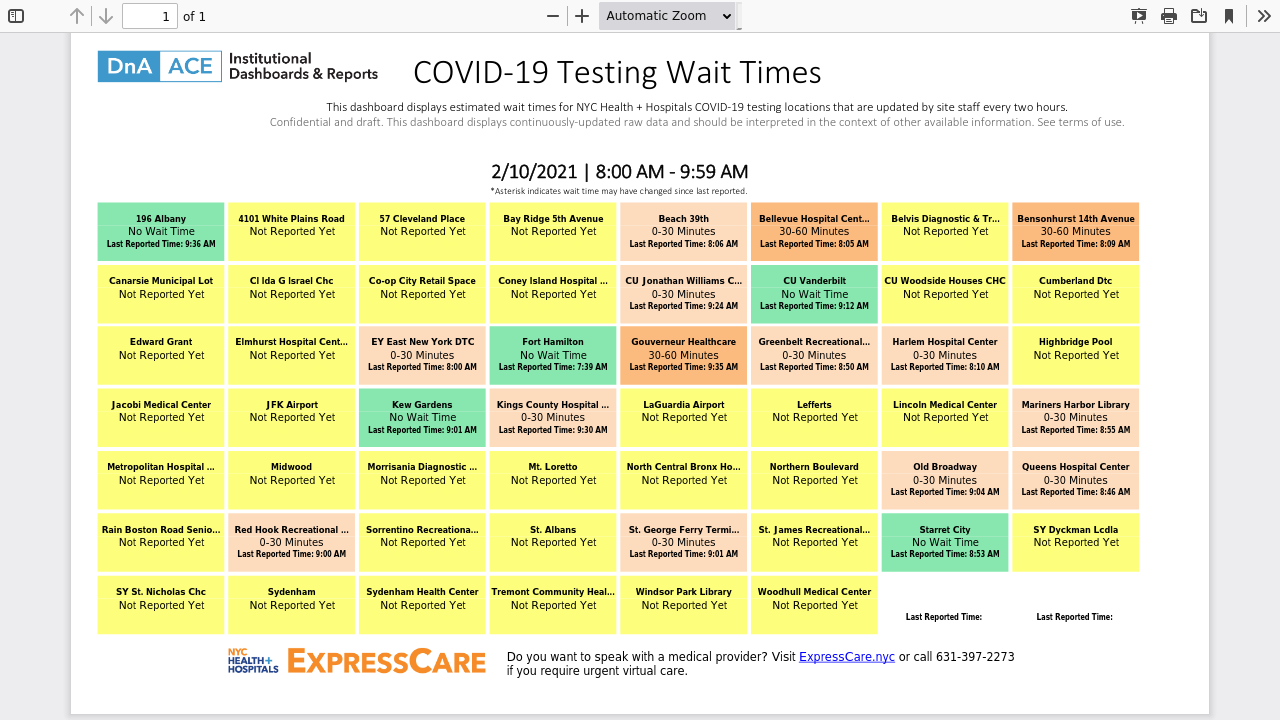 1 of 1 Automatic Zoom
DnA ACE Institutional Dashboards & Reports
COVID-19 Testing Wait Times
This dashboard displays estimated wait times for NYC Health + Hospitals COVID-19 testing locations that are updated by site staff every two hours.
Confidential and draft. This dashboard displays continuously-updated raw data and should be interpreted in the context of other available information. See terms of use.
2/10/2021 | 8:00 AM - 9:59 AM
*Asterisk indicates wait time may have changed since last reported.
196 Albany
No Wait Time
Last Reported Time: 9:36 AM
4101 White Plains Road
Not Reported Yet
57 Cleveland Place
Not Reported Yet
Bay Ridge 5th Avenue
Not Reported Yet
Beach 39th
0-30 Minutes
Last Reported Time: 8:06 AM
Bellevue Hospital Cent...
30-60 Minutes
Last Reported Time: 8:05 AM
Belvis Diagnostic & Tr...
Not Reported Yet
Bensonhurst 14th Avenue
30-60 Minutes
Last Reported Time: 8:09 AM
Canarsie Municipal Lot
Not Reported Yet
CI Ida G Israel Chc
Not Reported Yet
Co-op City Retail Space
Not Reported Yet
Coney Island Hospital ...
Not Reported Yet
CU Jonathan Williams C...
0-30 Minutes
Last Reported Time: 9:24 AM
CU Vanderbilt
No Wait Time
Last Reported Time: 9:12 AM
CU Woodside Houses CHC
Not Reported Yet
Cumberland Dtc
Not Reported Yet
Edward Grant
Not Reported Yet
Elmhurst Hospital Cent...
Not Reported Yet
EY East New York DTC
0-30 Minutes
Last Reported Time: 8:00 AM
Fort Hamilton
No Wait Time
Last Reported Time: 7:39 AM
Gouverneur Healthcare
30-60 Minutes
Last Reported Time: 9:35 AM
Greenbelt Recreational...
0-30 Minutes
Last Reported Time: 8:50 AM
Harlem Hospital Center
0-30 Minutes
Last Reported Time: 8:10 AM
Highbridge Pool
Not Reported Yet
Jacobi Medical Center
Not Reported Yet
JFK Airport
Not Reported Yet
Kew Gardens
No Wait Time
Last Reported Time: 9:01 AM
Kings County Hospital ...
0-30 Minutes
Last Reported Time: 9:30 AM
LaGuardia Airport
Not Reported Yet
Lefferts
Not Reported Yet
Lincoln Medical Center
Not Reported Yet
Mariners Harbor Library
0-30 Minutes
Last Reported Time: 8:55 AM
Metropolitan Hospital ...
Not Reported Yet
Midwood
Not Reported Yet
Morrisania Diagnostic ...
Not Reported Yet
Mt. Loretto
Not Reported Yet
North Central Bronx Ho...
Not Reported Yet
Northern Boulevard
Not Reported Yet
Old Broadway
0-30 Minutes
Last Reported Time: 9:04 AM
Queens Hospital Center
0-30 Minutes
Last Reported Time: 8:46 AM
Rain Boston Road Senio...
Not Reported Yet
Red Hook Recreational ...
0-30 Minutes
Last Reported Time: 9:00 AM
Sorrentino Recreationa...
Not Reported Yet
St. Albans
Not Reported Yet
St. George Ferry Termi...
0-30 Minutes
Last Reported Time: 9:01 AM
St. James Recreational...
Not Reported Yet
Starret City
No Wait Time
Last Reported Time: 8:53 AM
SY Dyckman Lcdla
Not Reported Yet
SY St. Nicholas Chc
Not Reported Yet
Sydenham
Not Reported Yet
Sydenham Health Center
Not Reported Yet
Tremont Community Heal...
Not Reported Yet
Windsor Park Library
Not Reported Yet
Woodhull Medical Center
Not Reported Yet
Last Reported Time:
Last Reported Time:
NYC HEALTH+ HOSPITALS
EXPRESSCARE
Do you want to speak with a medical provider? Visit ExpressCare.nyc or call 631-397-2273
if you require urgent virtual care.